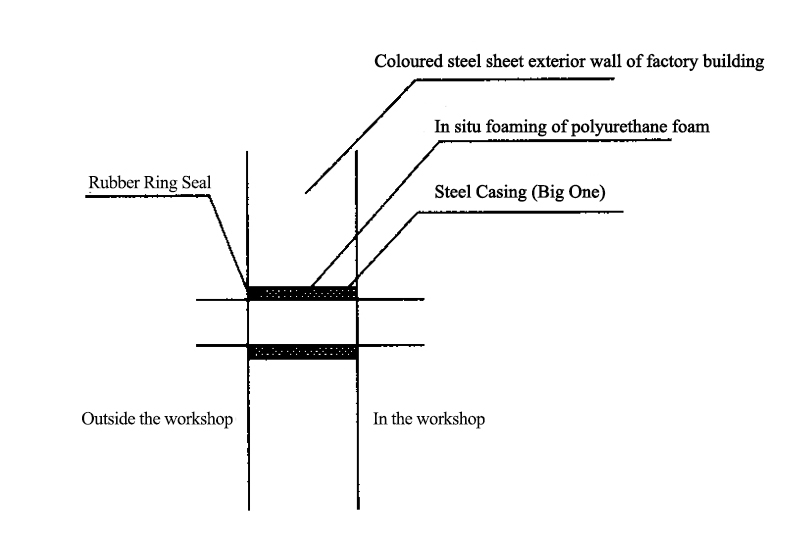 Coloured steel sheet exterior wall of factory building
In situ foaming of polyurethane foam
Rubber Ring Seal
Steel Casing (Big One)
Outside the workshop
In the workshop